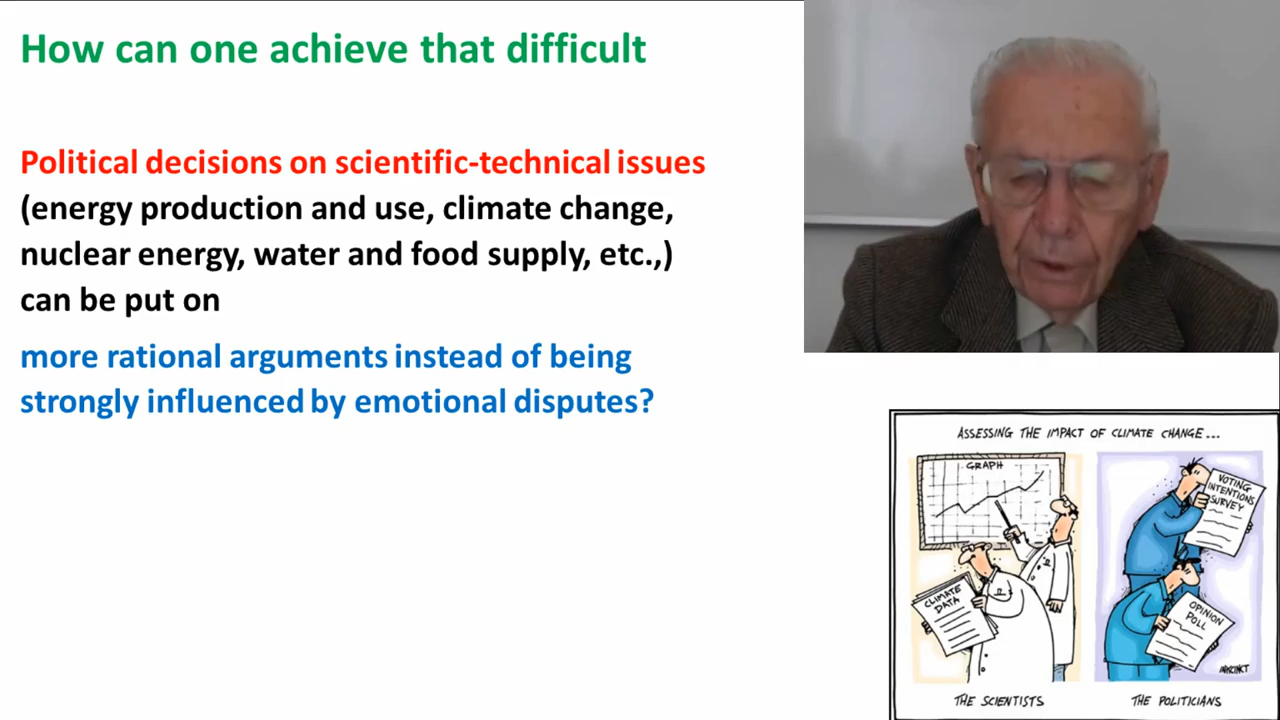 How can one achieve that difficult
Political decisions on scientific-technical issues
(energy production and use, climate change,
nuclear energy, water and food supply, etc.,)
can be put on
more rational arguments instead of being
strongly influenced by emotional disputes?
ASSESSING THE IMPACT OF CLIMATE CHANGE...
GRAPH
CLIMATE
DATA
VOTING
INTENTIONS
SURVEY
OPINION
POLL
THE SCIENTISTS
THE POLITICIANS